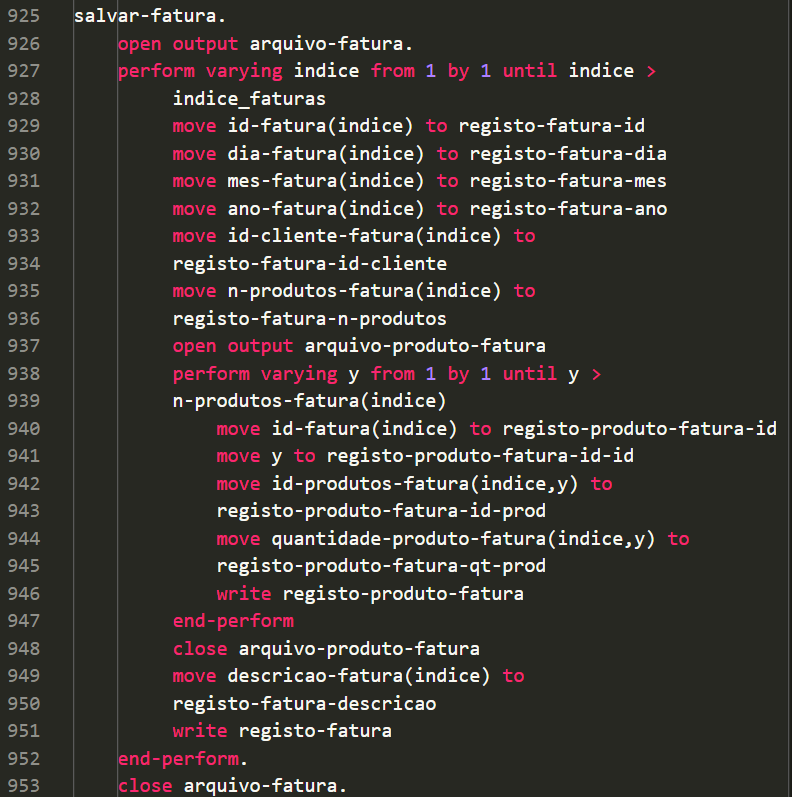 925 salvar-fatura.
926 open output arquivo-fatura.
927 perform varying indice from 1 by 1 until indice >
928 indice_faturas
929 move id-fatura(indice) to registo-fatura-id
930 move dia-fatura(indice) to registo-fatura-dia
931 move mes-fatura(indice) to registo-fatura-mes
932 move ano-fatura(indice) to registo-fatura-ano
933 move id-cliente-fatura(indice) to
934 registo-fatura-id-cliente
935 move n-produtos-fatura(indice) to
936 registo-fatura-n-produtos
937 open output arquivo-produto-fatura
938 perform varying y from 1 by 1 until y >
939 n-produtos-fatura(indice)
940 move id-fatura(indice) to registo-produto-fatura-id
941 move y to registo-produto-fatura-id-id
942 move id-produtos-fatura(indice,y) to
943 registo-produto-fatura-id-prod
944 move quantidade-produto-fatura(indice,y) to
945 registo-produto-fatura-qt-prod
946 write registo-produto-fatura
947 end-perform
948 close arquivo-produto-fatura
949 move descricao-fatura(indice) to
950 registo-fatura-descricao
951 write registo-fatura
952 end-perform.
953 close arquivo-fatura.